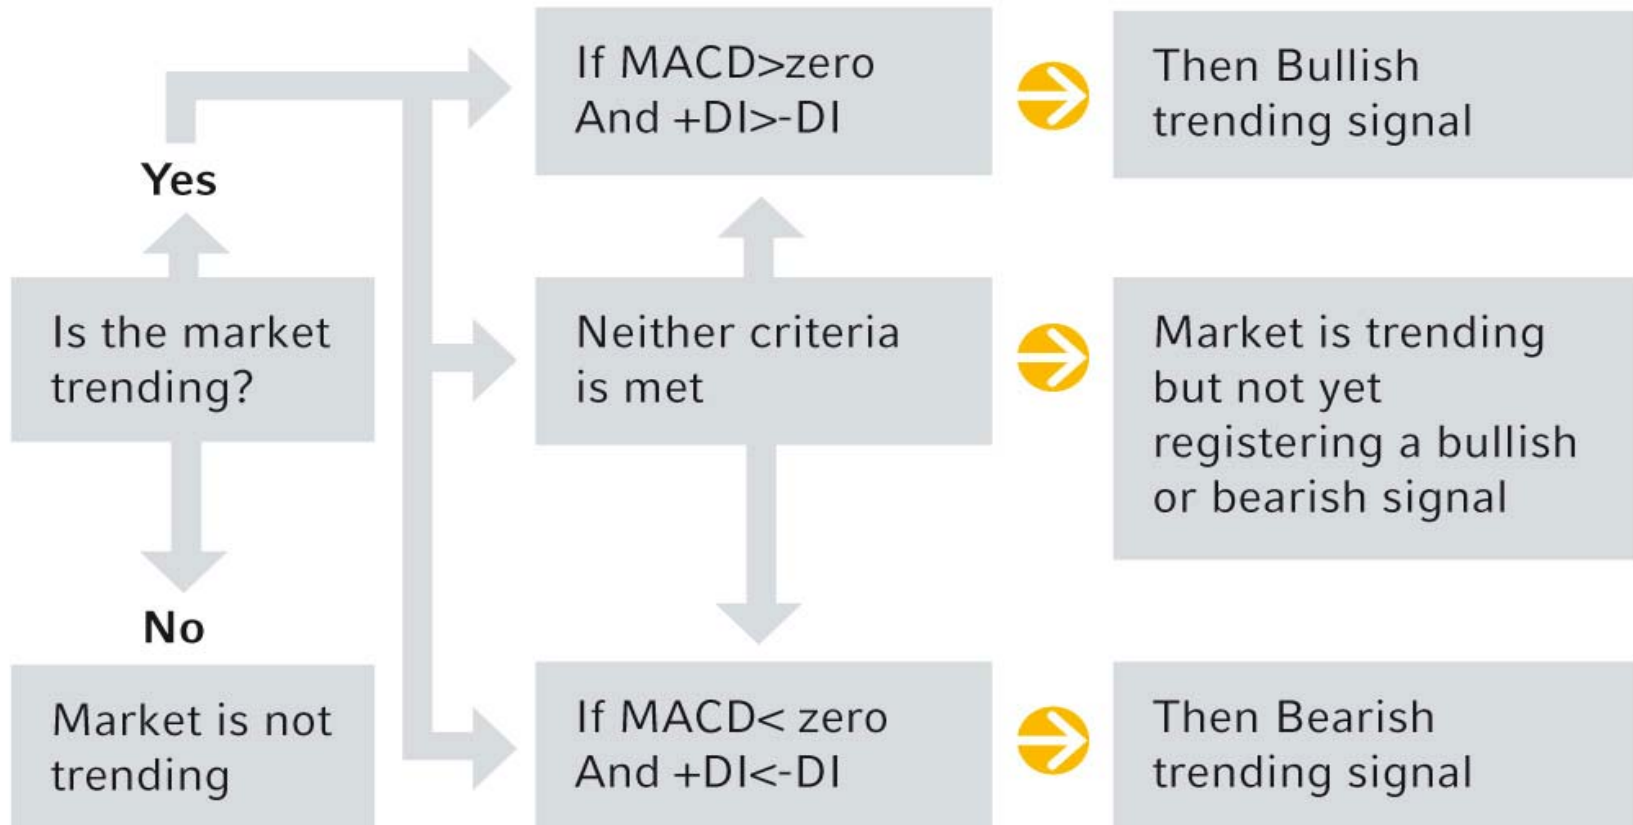 Yes
Is the market
trending?
No
Market is not
trending
If MACD>zero
And +DI>-DI
Then Bullish
trending signal
Neither criteria
is met
Market is trending
but not yet
registering a bullish
or bearish signal
If MACD< zero
And +DI<-DI
Then Bearish
trending signal